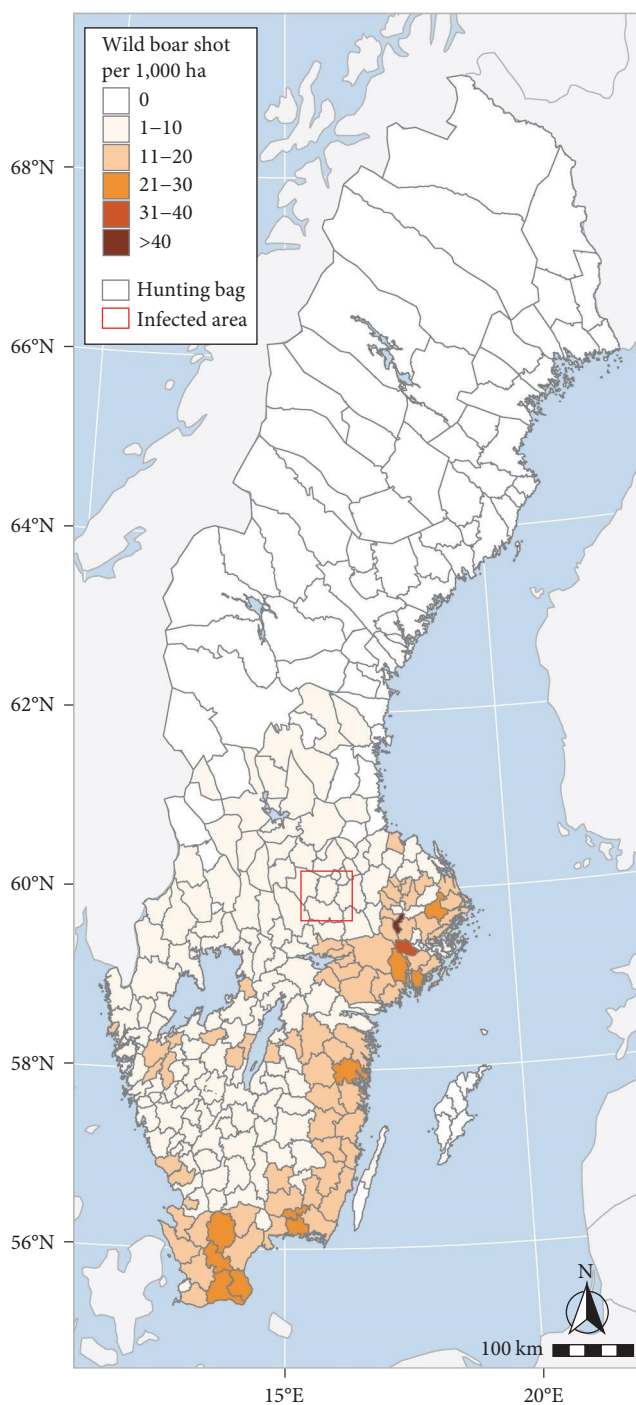 Wild boar shot
per 1,000 ha
0
1–10
11–20
21–30
31–40
>40
Hunting bag
Infected area
68°N
66°N
64°N
62°N
60°N
58°N
56°N
N
100 km
15°E
20°E